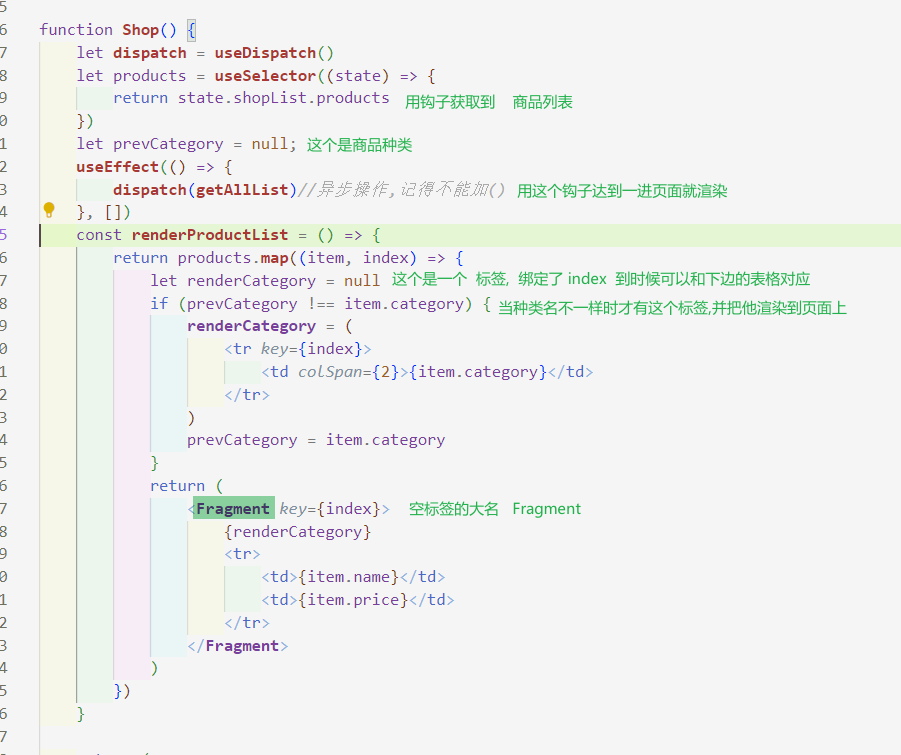 5
6 function Shop() {
7 let dispatch = useDispatch()
8 let products = useSelector((state) => {
9 return state.shopList.products 用钩子获取到 商品列表
0 })
1 let prevCategory = null; 这个是商品种类
2 useEffect(() => {
3 dispatch(getAllList)//异步操作,记得不能加() 用这个钩子达到一进页面就渲染
4 }, [])
5 const renderProductList = () => {
6 return products.map((item, index) => {
7 let renderCategory = null 这个是一个 标签, 绑定了 index 到时候可以和下边的表格对应
8 if (prevCategory !== item.category) { 当种类名不一样时才有这个标签,并把他渲染到页面上
9 renderCategory = (
0 <tr key={index}>
1 <td colSpan={2}>{item.category}</td>
2 </tr>
3 )
4 prevCategory = item.category
5 }
6 return (
7 <Fragment key={index}> 空标签的大名 Fragment
8 {renderCategory}
9 <tr>
0 <td>{item.name}</td>
1 <td>{item.price}</td>
2 </tr>
3 </Fragment>
4 )
5 })
6 }
7